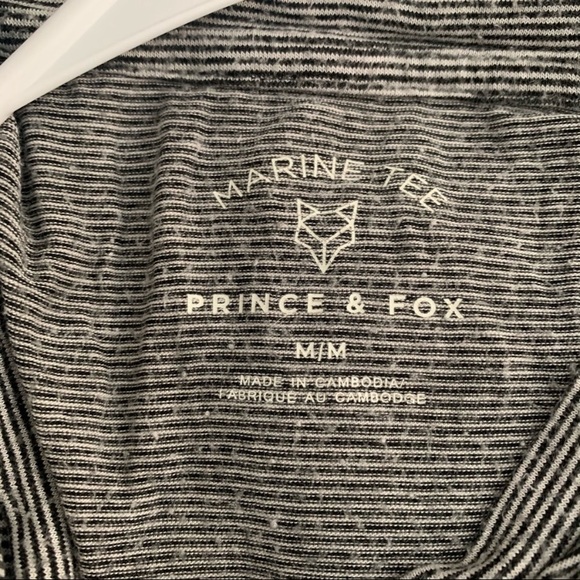 MARINE TEE
PRINCE & FOX
M/M
MADE IN CAMBODIA/
FABRIQUE AU CAMBODGE